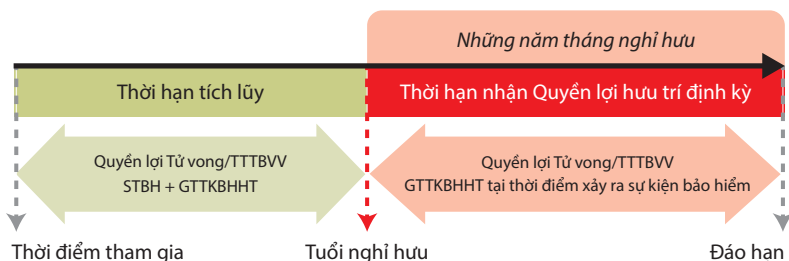 Những năm tháng nghỉ hưu
Thời hạn tích lũy
Thời hạn nhận Quyền lợi hưu trí định kỳ
Quyền lợi Tử vong/TTTBVV
STBH + GTTKBHHT
Quyền lợi Tử vong/TTTBVV
GTTKBHHT tại thời điểm xảy ra sự kiện bảo hiểm
Thời điểm tham gia
Tuổi nghỉ hưu
Đáo hạn